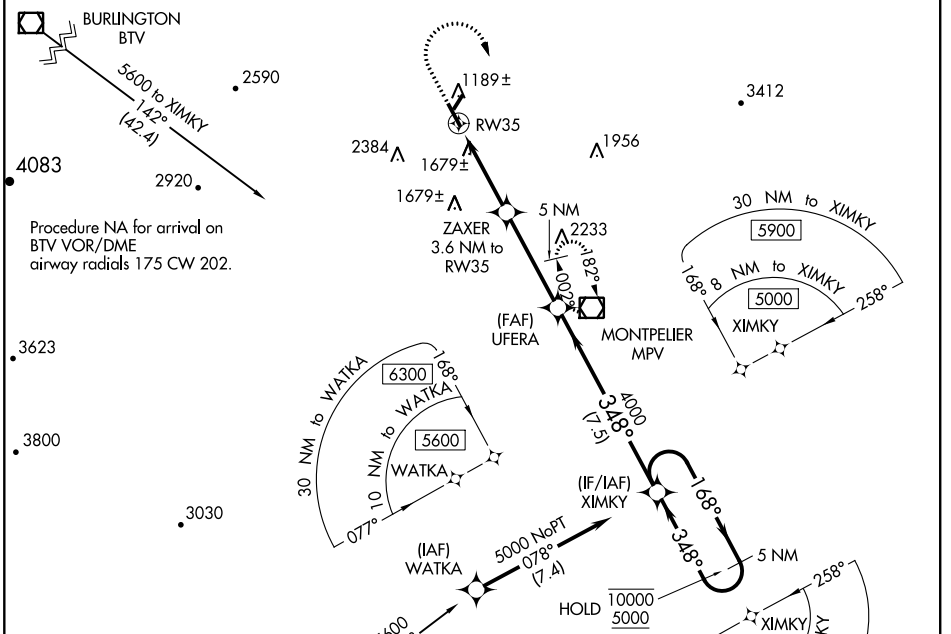 BURLINGTON
BTV
5600 to XIMKY
142°
(42.4)
2590
1189±
3412
RW35
4083
2384
1679±
1956
2920
1679±
Procedure NA for arrival on
BTV VOR/DME
airway radials 175 CW 202.
ZAXER
3.6 NM to
RW35
5 NM
2233
182°
002°
30 NM to XIMKY
5900
8 NM to XIMKY
5000
168°
258°
XIMKY
(FAF)
UFERA
MONTPELIER
MPV
3623
30 NM to WATKA
6300
168°
10 NM to WATKA
5600
WATKA
077°
4000
348°
(7.5)
3800
3030
(IF/IAF)
XIMKY
168°
348°
5 NM
(IAF)
WATKA
5000 NoPT
078°
(7.4)
HOLD
10000
5000
258°
XIMKY